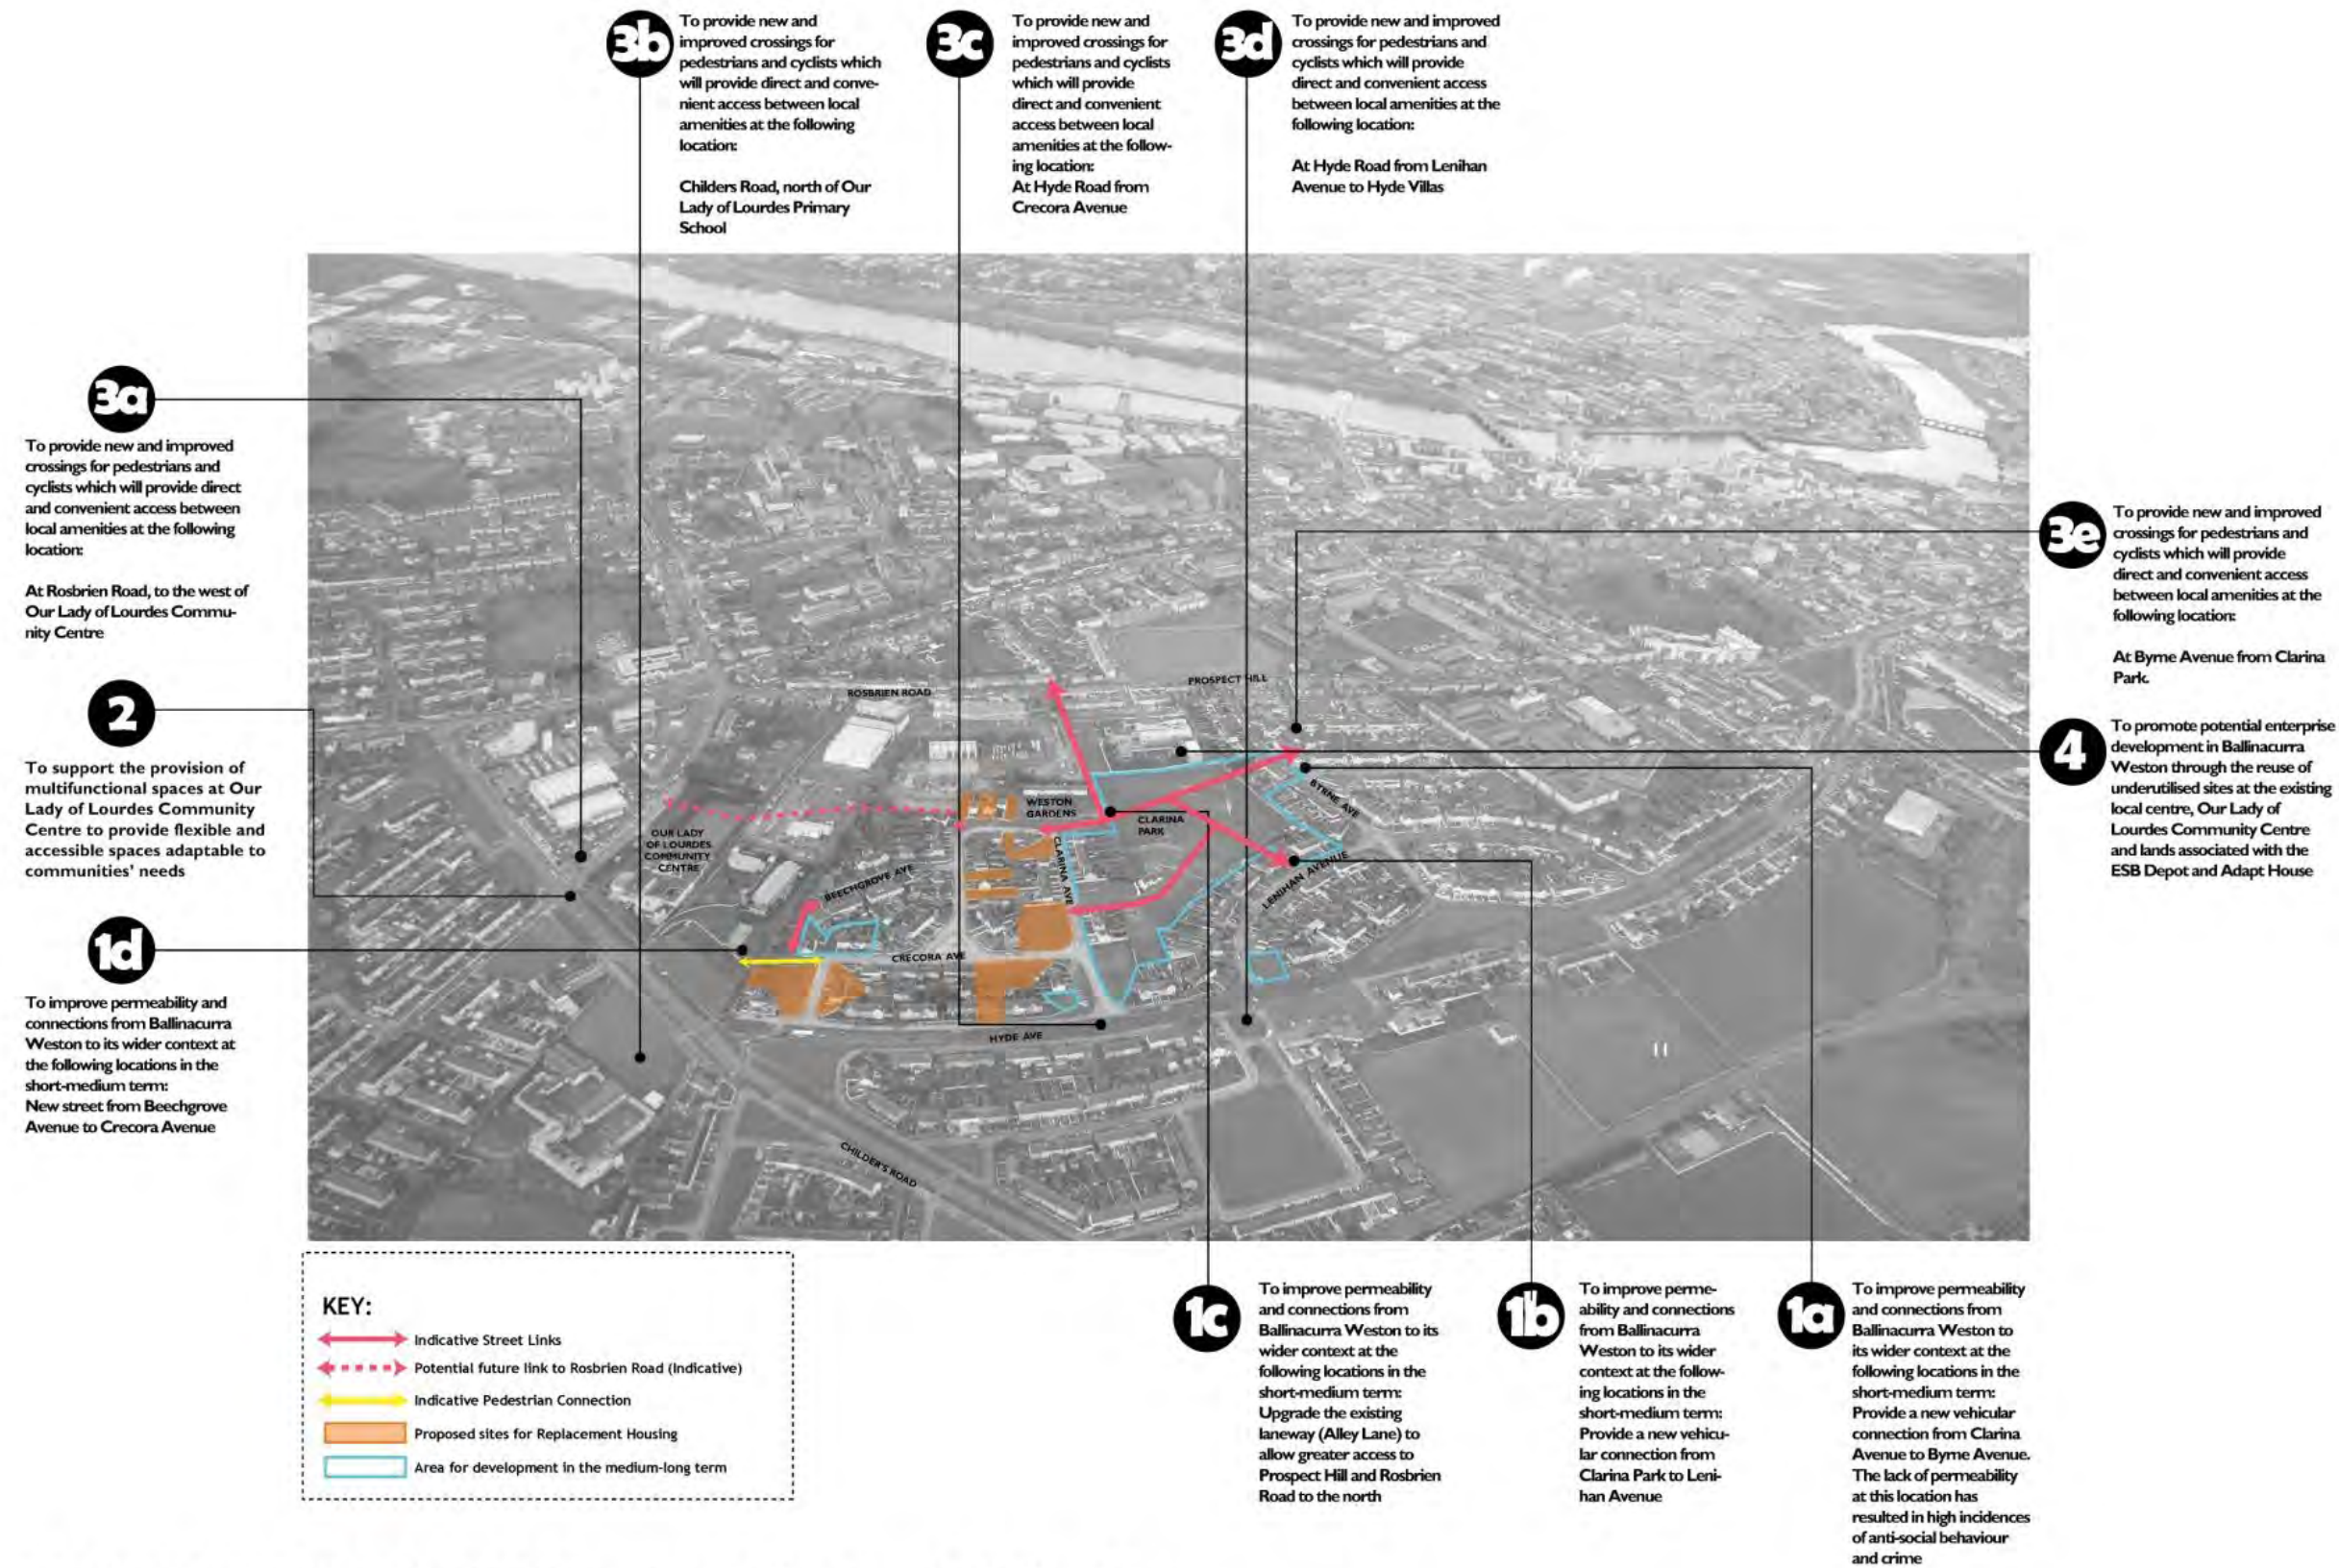 3b
To provide new and
improved crossings for
pedestrians and cyclists which
will provide direct and conve-
nient access between local
amenities at the following
location:
Childers Road, north of Our
Lady of Lourdes Primary
School
3c
To provide new and
improved crossings for
pedestrians and cyclists
which will provide
direct and convenient
access between local
amenities at the follow-
ing location:
At Hyde Road from
Crecora Avenue
3d
To provide new and improved
crossings for pedestrians and
cyclists which will provide
direct and convenient access
between local amenities at the
following location:
At Hyde Road from Lenihan
Avenue to Hyde Villas
3a
To provide new and improved
crossings for pedestrians and
cyclists which will provide direct
and convenient access between
local amenities at the following
location:
At Rosbrien Road, to the west of
Our Lady of Lourdes Commu-
nity Centre
2
To support the provision of
multifunctional spaces at Our
Lady of Lourdes Community
Centre to provide flexible and
accessible spaces adaptable to
communities' needs
1d
To improve permeability and
connections from Ballinacurra
Weston to its wider context at
the following locations in the
short-medium term:
New street from Beechgrove
Avenue to Crecora Avenue
ROSBRIEN ROAD
PROSPECT HILL
WESTON
GARDENS
CLARINA
PARK
BYRNE AVE
OUR LADY
OF LOURDES
COMMUNITY
CENTRE
BEECHGROVE AVE
CLARINA AVE
LENIHAN AVENUE
CRECORA AVE
HYDE AVE
CHILDER'S ROAD
3e
To provide new and improved
crossings for pedestrians and
cyclists which will provide
direct and convenient access
between local amenities at the
following location:
At Byrne Avenue from Clarina
Park.
4
To promote potential enterprise
development in Ballinacurra
Weston through the reuse of
underutilised sites at the existing
local centre, Our Lady of
Lourdes Community Centre
and lands associated with the
ESB Depot and Adapt House
KEY:
Indicative Street Links
Potential future link to Rosbrien Road (Indicative)
Indicative Pedestrian Connection
Proposed sites for Replacement Housing
Area for development in the medium-long term
1c
To improve permeability
and connections from
Ballinacurra Weston to its
wider context at the
following locations in the
short-medium term:
Upgrade the existing
laneway (Alley Lane) to
allow greater access to
Prospect Hill and Rosbrien
Road to the north
1b
To improve perme-
ability and connections
from Ballinacurra
Weston to its wider
context at the follow-
ing locations in the
short-medium term:
Provide a new vehicu-
lar connection from
Clarina Park to Leni-
han Avenue
1a
To improve permeability
and connections from
Ballinacurra Weston to
its wider context at the
following locations in the
short-medium term:
Provide a new vehicular
connection from Clarina
Avenue to Byrne Avenue.
The lack of permeability
at this location has
resulted in high incidences
of anti-social behaviour
and crime